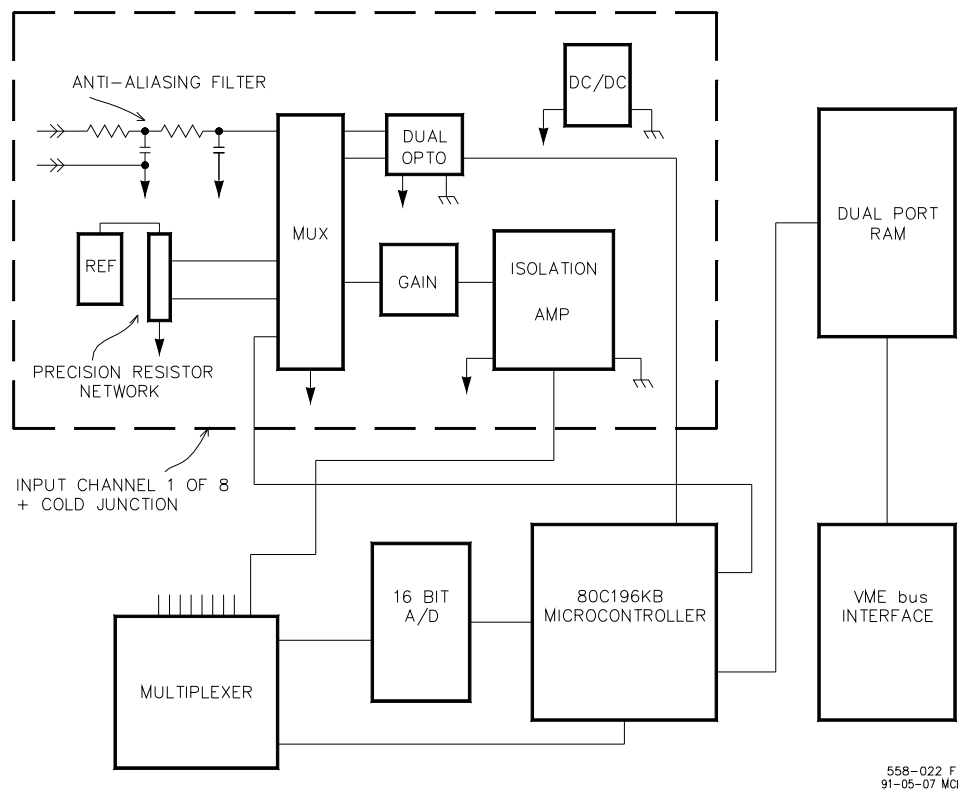 ANTI-ALIASING FILTER
DC/DC
DUAL
OPTO
MUX
REF
GAIN
ISOLATION
AMP
PRECISION RESISTOR
NETWORK
DUAL PORT
RAM
INPUT CHANNEL 1 OF 8
+ COLD JUNCTION
16 BIT
A/D
80C196KB
MICROCONTROLLER
VME bus
INTERFACE
MULTIPLEXER
558-022 F
91-05-07